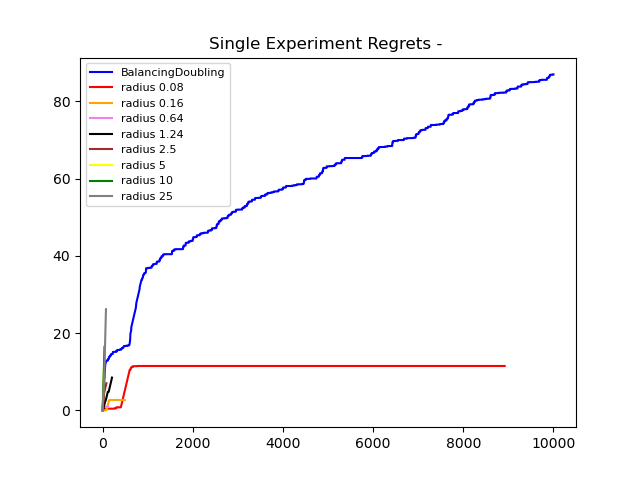 Single Experiment Regrets -
BalancingDoubling
radius 0.08
radius 0.16
radius 0.64
radius 1.24
radius 2.5
radius 5
radius 10
radius 25
80
60
40
20
0
0 2000 4000 6000 8000 10000